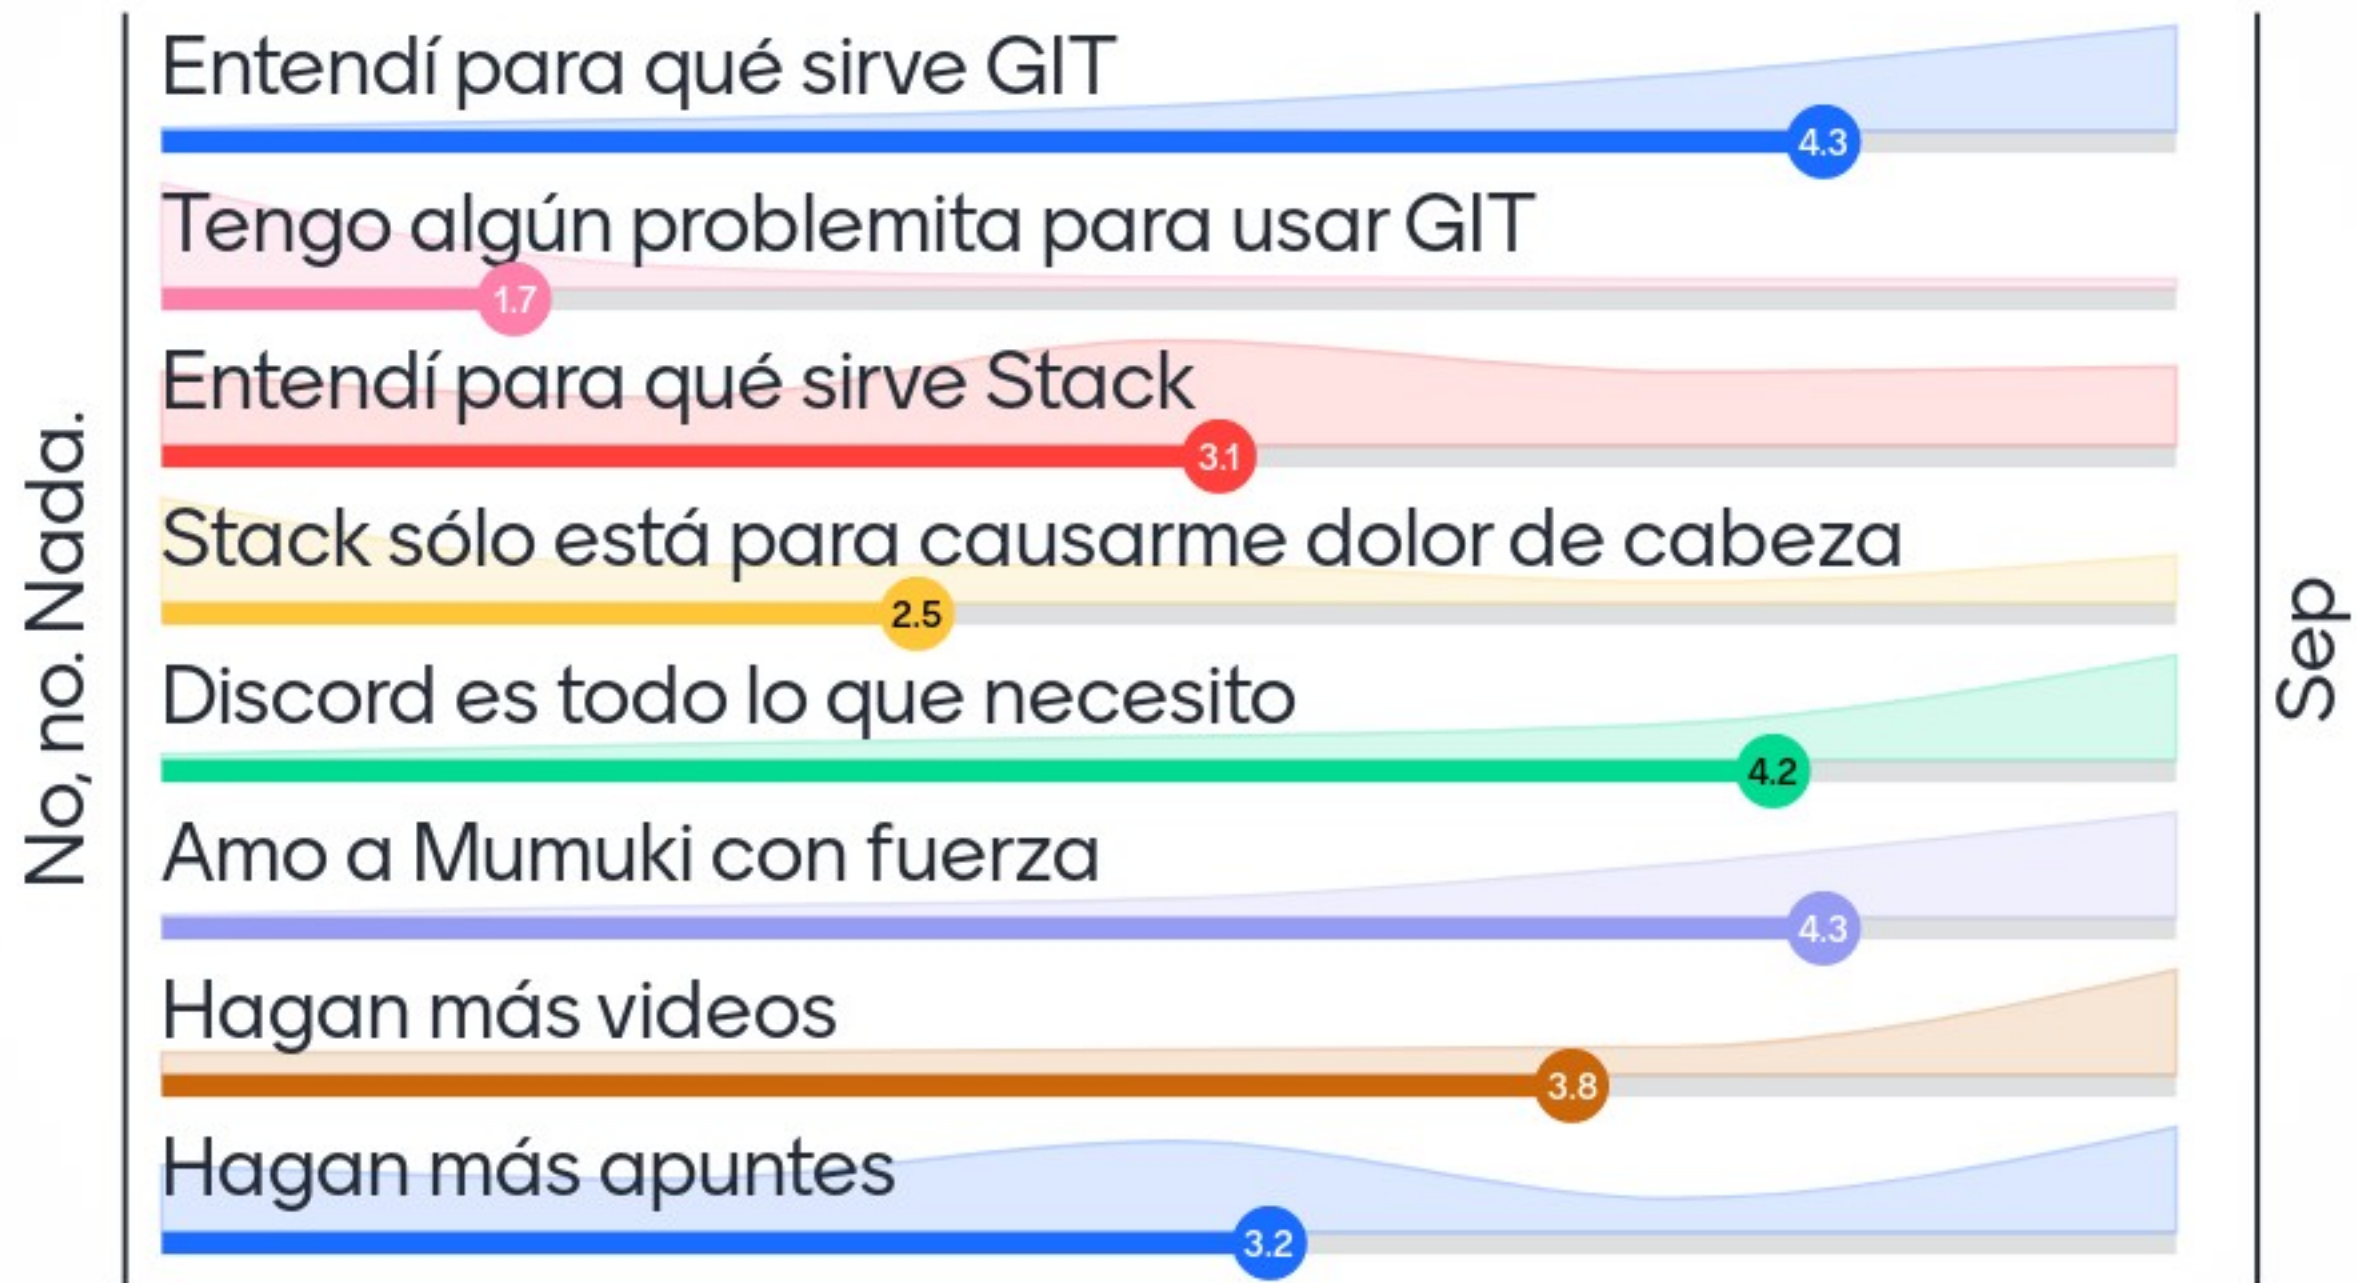 No, no. Nada.
Entendí para qué sirve GIT
4.3
Tengo algún problemita para usar GIT
1.7
Entendí para qué sirve Stack
3.1
Stack sólo está para causarme dolor de cabeza
2.5
Discord es todo lo que necesito
4.2
Amo a Mumuki con fuerza
4.3
Hagan más videos
3.8
Hagan más apuntes
3.2
Sep